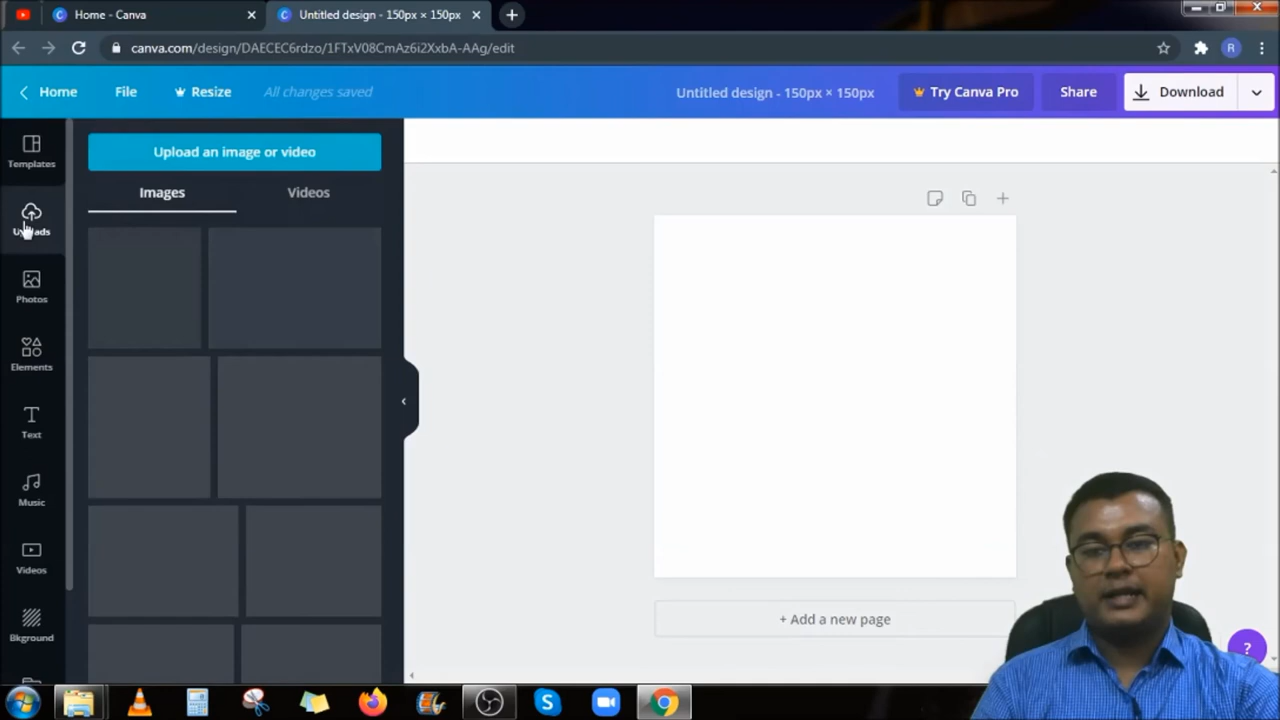 Home - Canva
Untitled design - 150px × 150px
canva.com/design/DAECEC6rdzo/1FTxV08CmAz6i2XxbA-AAg/edit
R
Home
File
Resize
All changes saved
Untitled design - 150px × 150px
Try Canva Pro
Share
Download
Templates
Uploads
Photos
Elements
Text
Music
Videos
Bkground
Upload an image or video
Images
Videos
+ Add a new page
?